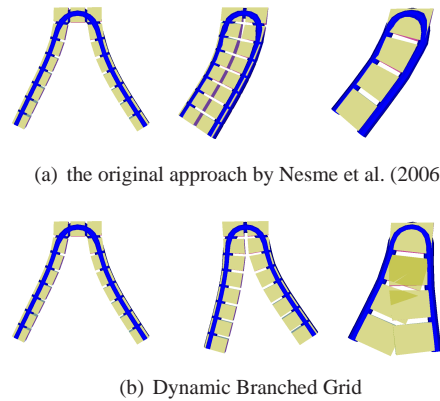 (a) the original approach by Nesme et al. (2006
(b) Dynamic Branched Grid